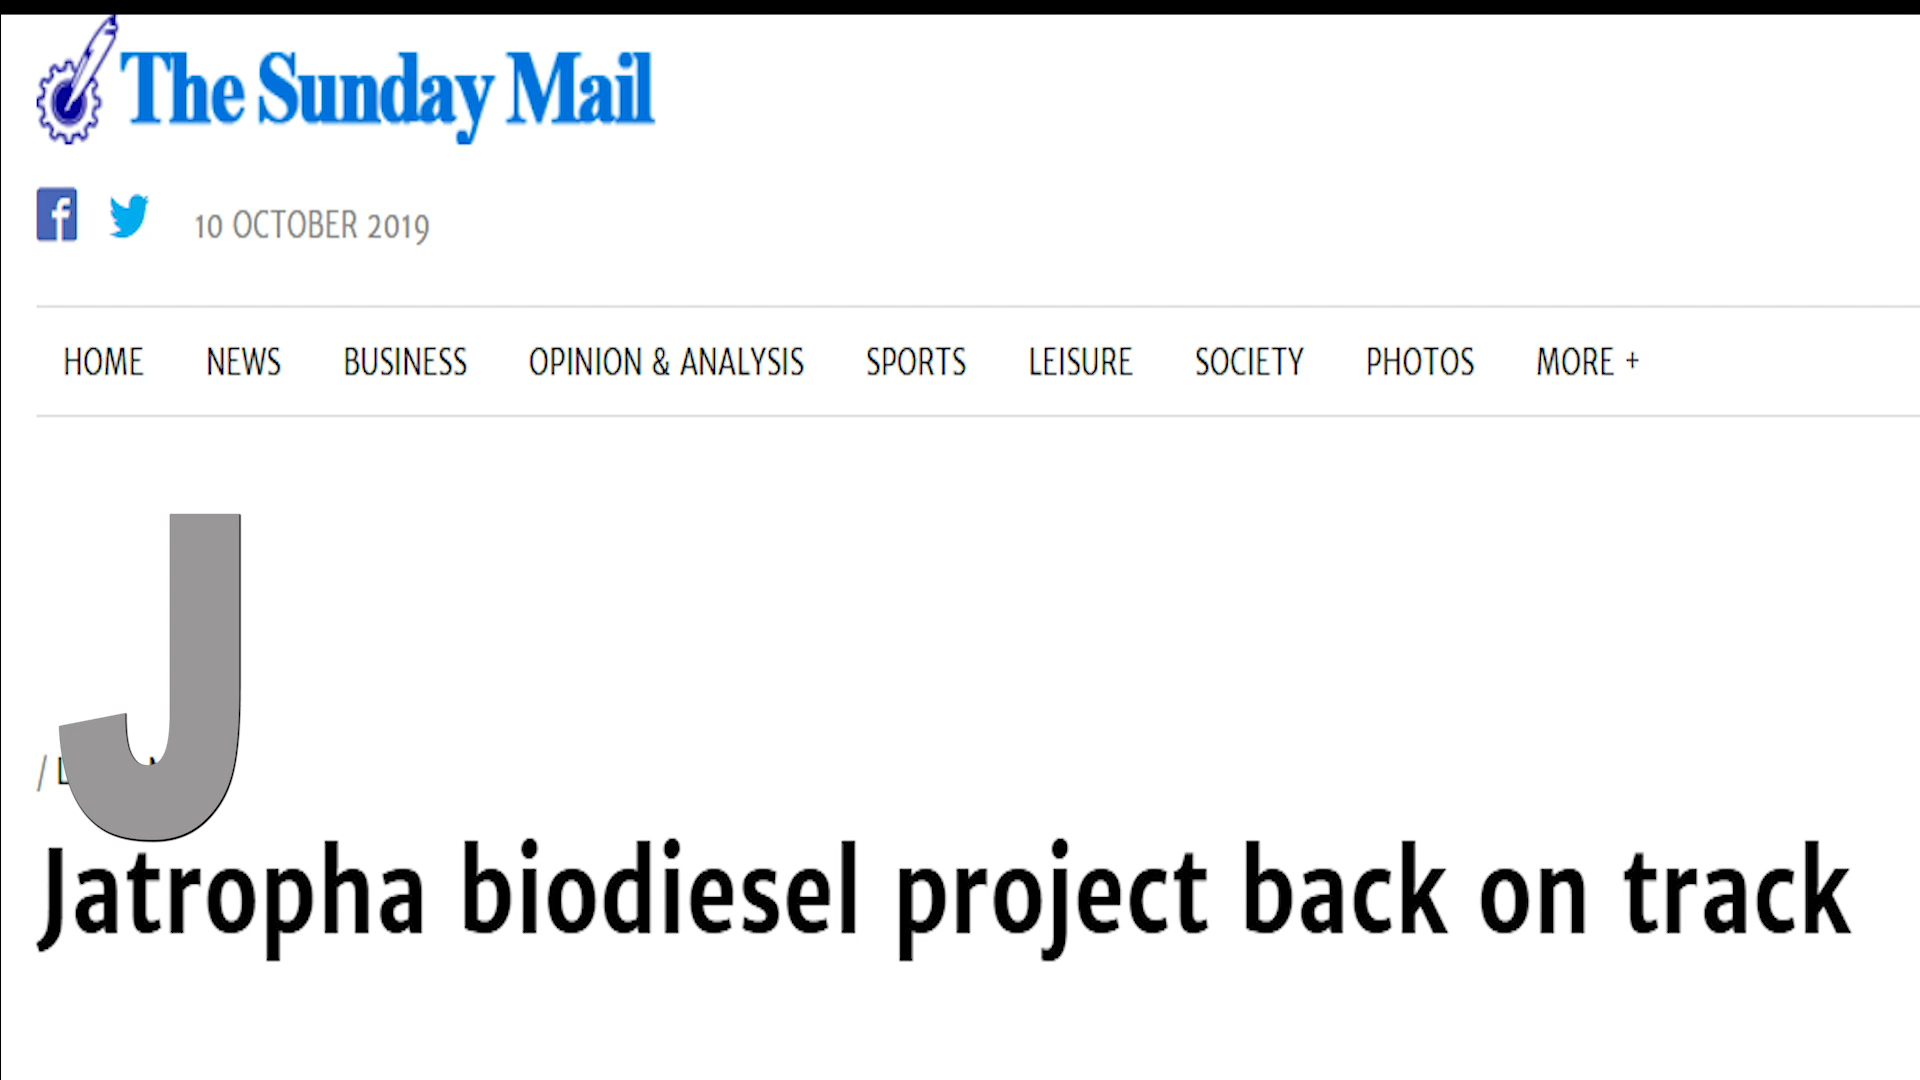 The Sunday Mail
10 OCTOBER 2019
HOME NEWS BUSINESS OPINION & ANALYSIS SPORTS LEISURE SOCIETY PHOTOS MORE +
J
/
Jatropha biodiesel project back on track